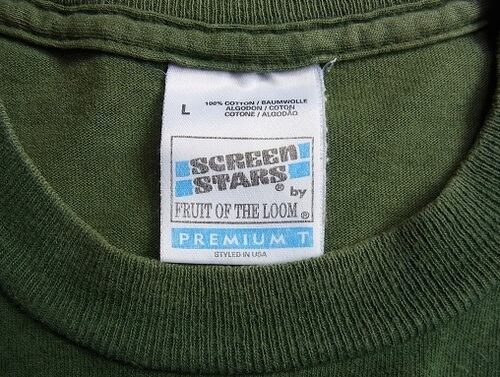 L
100% COTTON / BAUMWOLLE
ALGODON / COTON
COTONE / ALGODÃO
SCREEN
STARS® by
FRUIT OF THE LOOM®
PREMIUM T
STYLED IN USA